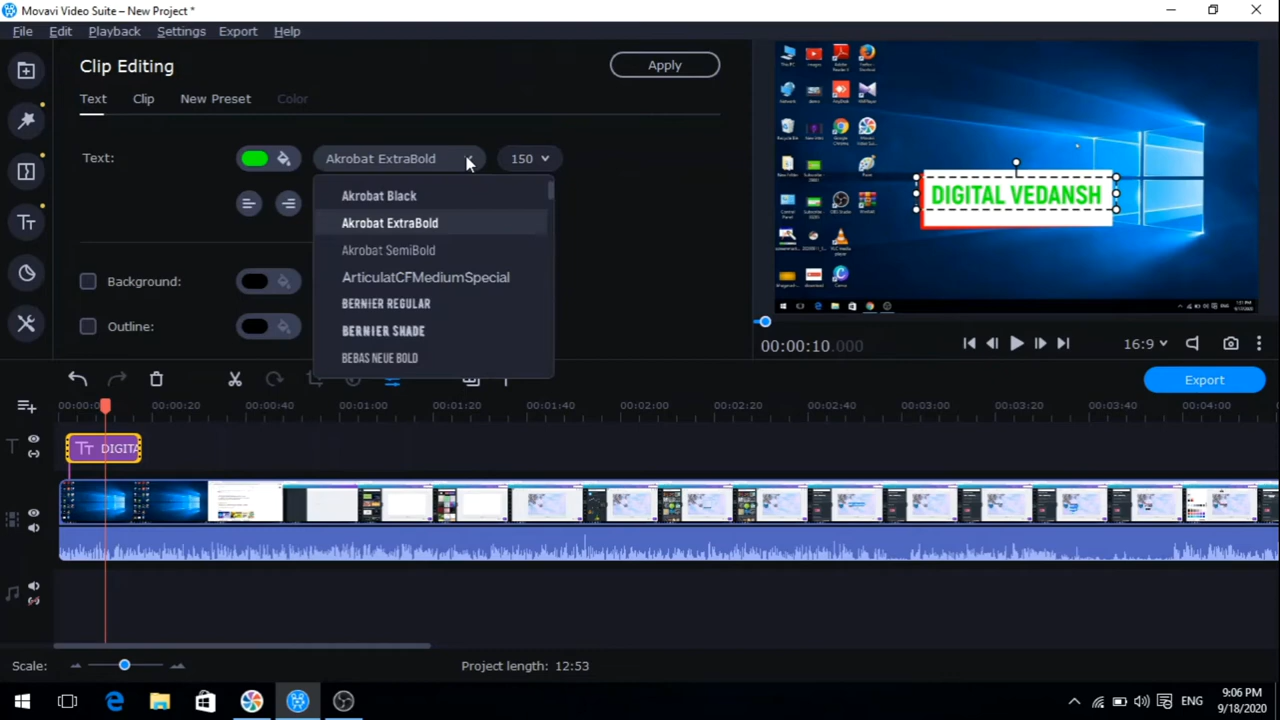 Movavi Video Suite – New Project *
File Edit Playback Settings Export Help
Clip Editing
Apply
Text Clip New Preset Color
Text:
Akrobat ExtraBold
150
Akrobat Black
Akrobat ExtraBold
Akrobat SemiBold
ArticulatCFMediumSpecial
BERNIER REGULAR
BERNIER SHADE
BEBAS NEUE BOLD
Background:
Outline:
DIGITAL VEDANSH
00:00:10.000
16:9
Export
00:00:20 00:00:40 00:01:00 00:01:20 00:01:40 00:02:00 00:02:20 00:02:40 00:03:00 00:03:20 00:03:40 00:04:00
Tт DIGITA
Scale:
Project length: 12:53
ENG
9:06 PM
9/18/2020